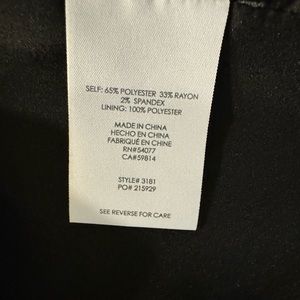 SELF: 65% POLYESTER 33% RAYON
2% SPANDEX
LINING: 100% POLYESTER
MADE IN CHINA
HECHO EN CHINA
FABRIQUÉ EN CHINE
RN#54077
CA#59814
STYLE# 3181
PO# 215929
SEE REVERSE FOR CARE